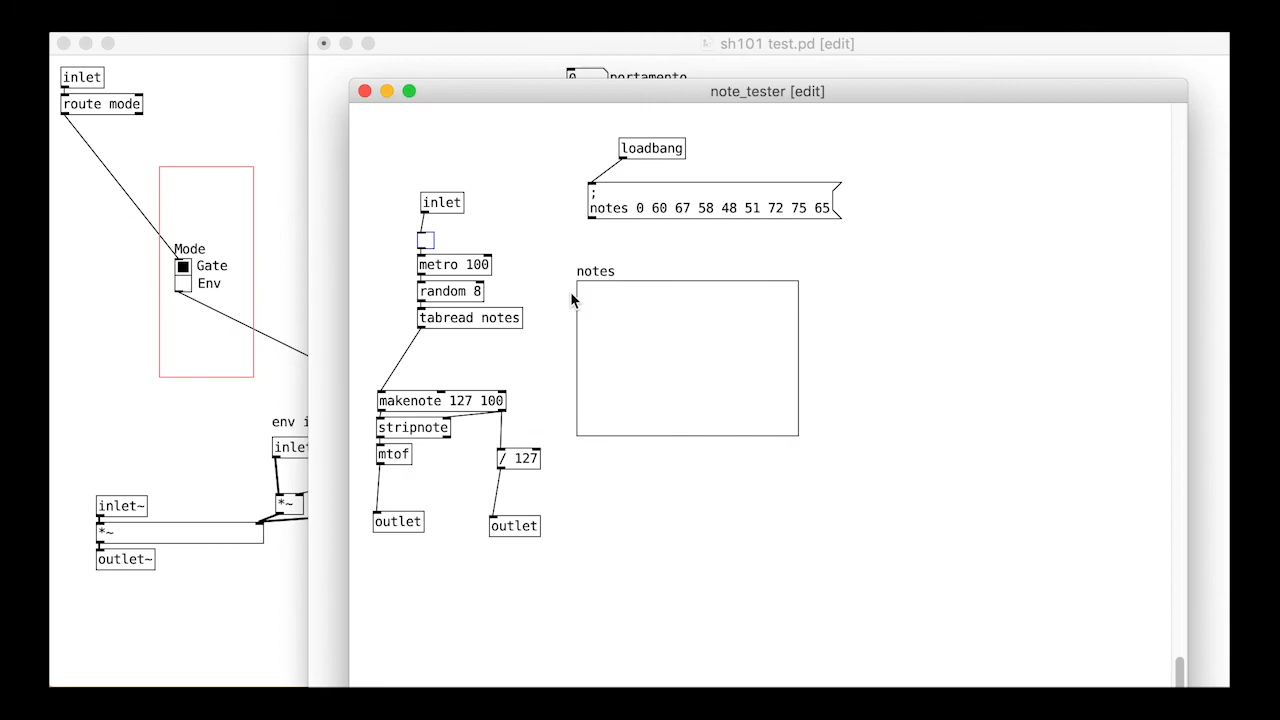 sh101 test.pd [edit]
inlet
route mode
Mode
Gate
Env
env i
inlet
*~
inlet~
*~
outlet~
0
portamento
note_tester [edit]
loadbang
;
notes 0 60 67 58 48 51 72 75 65
inlet
metro 100
random 8
tabread notes
notes
makenote 127 100
stripnote
mtof
/ 127
outlet
outlet